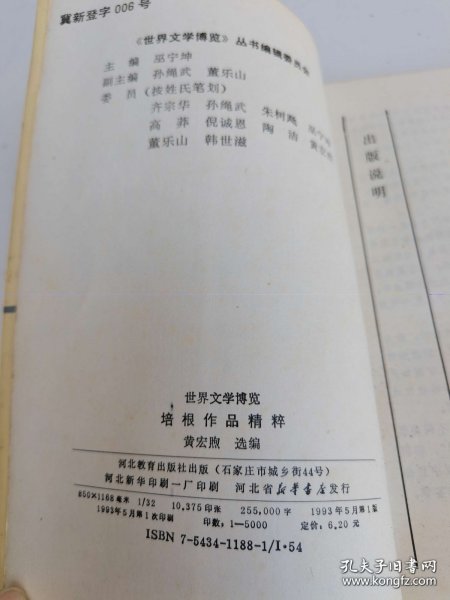 冀新登字006号
《世界文学博览》丛书编辑委员会
主编 巫宁坤
副主编 孙绳武 董乐山
委员(按姓氏笔划)
齐宗华 孙绳武 朱树飏 巫宁坤
高莽 倪诚恩 陶洁 黄宏煦
董乐山 韩世滋
出版说明
世界文学博览
培根作品精粹
黄宏煦 选编
河北教育出版社出版(石家庄市城乡街44号)
河北新华印刷一厂印刷 河北省新华书店发行
850×1168毫米 1/32 10,375印张 255,000字 1993年5月第1版
1993年5月第1次印刷 印数:1—5000 定价:6.20元
ISBN 7-5434-1188-1/I·54
孔夫子旧书网
www.kongfz.com